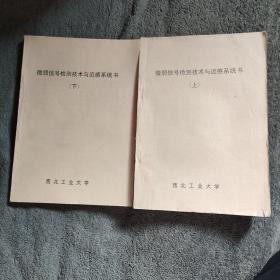 微弱信号检测技术与远感系统书
（下）
西北工业大学
微弱信号检测技术与远感系统书
（上）
西北工业大学